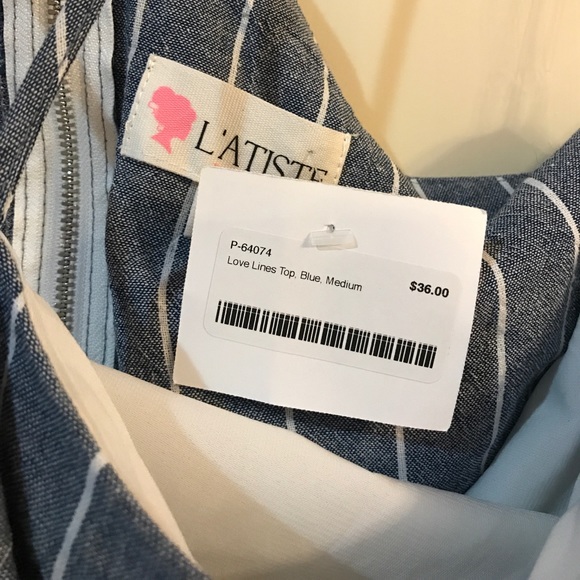 L'ATISTE
P-64074
Love Lines Top, Blue, Medium
$36.00